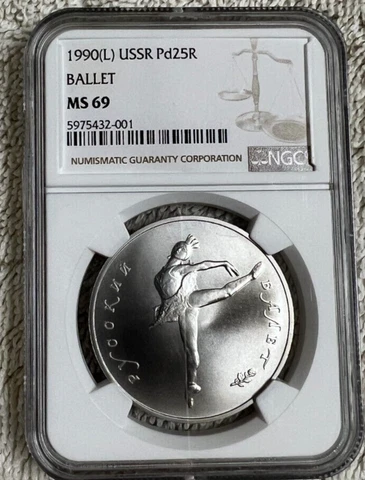 1990(L) USSR Pd25R
BALLET
MS 69
5975432-001
NUMISMATIC GUARANTY CORPORATION
NGC
РУССКИЙ
БАЛЕТ